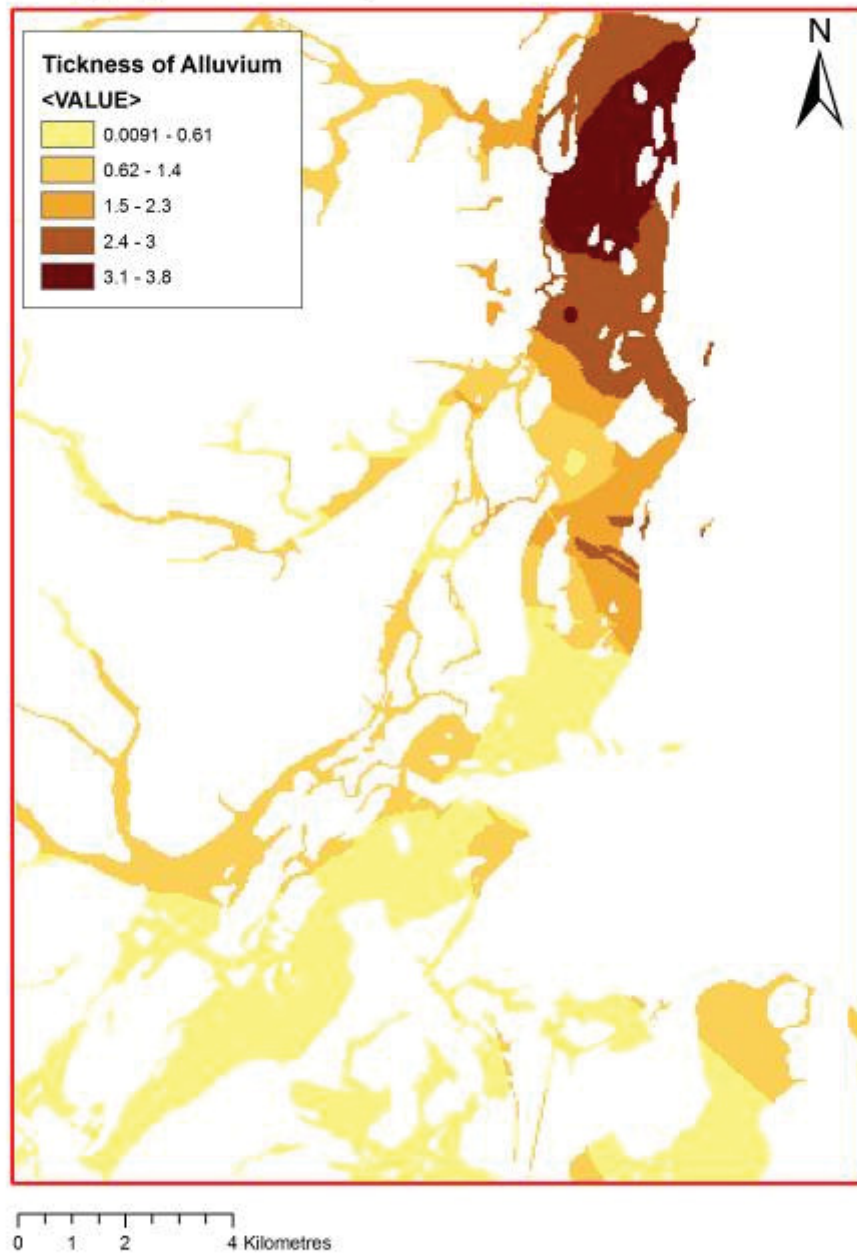 Tickness of Alluvium
<VALUE>
0.0091 - 0.61
0.62 - 1.4
1.5 - 2.3
2.4 - 3
3.1 - 3.8
N
0 1 2 4 Kilometres